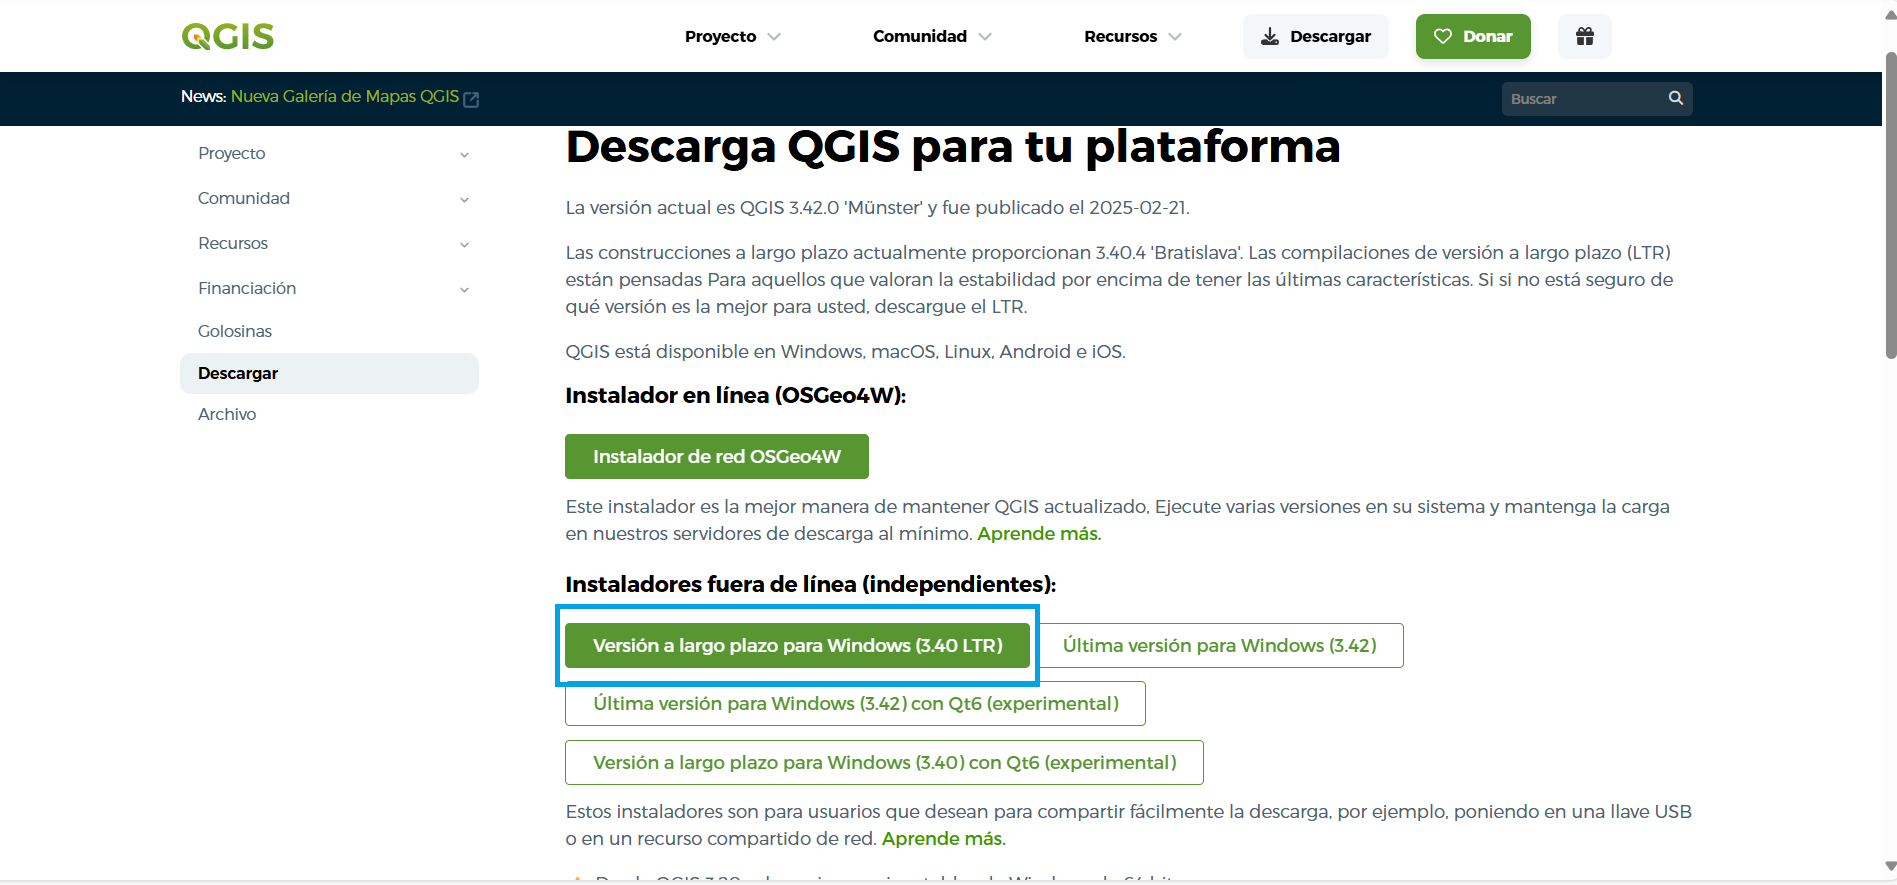 QGIS
Proyecto Comunidad Recursos Descargar Donar
News: Nueva Galería de Mapas QGIS Buscar
Proyecto
Comunidad
Recursos
Financiación
Golosinas
Descargar
Archivo
Descarga QGIS para tu plataforma
La versión actual es QGIS 3.42.0 'Münster' y fue publicado el 2025-02-21.
Las construcciones a largo plazo actualmente proporcionan 3.40.4 'Bratislava'. Las compilaciones de versión a largo plazo (LTR)
están pensadas Para aquellos que valoran la estabilidad por encima de tener las últimas características. Si si no está seguro de
qué versión es la mejor para usted, descargue el LTR.
QGIS está disponible en Windows, macOS, Linux, Android e iOS.
Instalador en línea (OSGeo4W):
Instalador de red OSGeo4W
Este instalador es la mejor manera de mantener QGIS actualizado, Ejecute varias versiones en su sistema y mantenga la carga
en nuestros servidores de descarga al mínimo. Aprende más.
Instaladores fuera de línea (independientes):
Versión a largo plazo para Windows (3.40 LTR) Última versión para Windows (3.42)
Última versión para Windows (3.42) con Qt6 (experimental)
Versión a largo plazo para Windows (3.40) con Qt6 (experimental)
Estos instaladores son para usuarios que desean para compartir fácilmente la descarga, por ejemplo, poniendo en una llave USB
o en un recurso compartido de red. Aprende más.